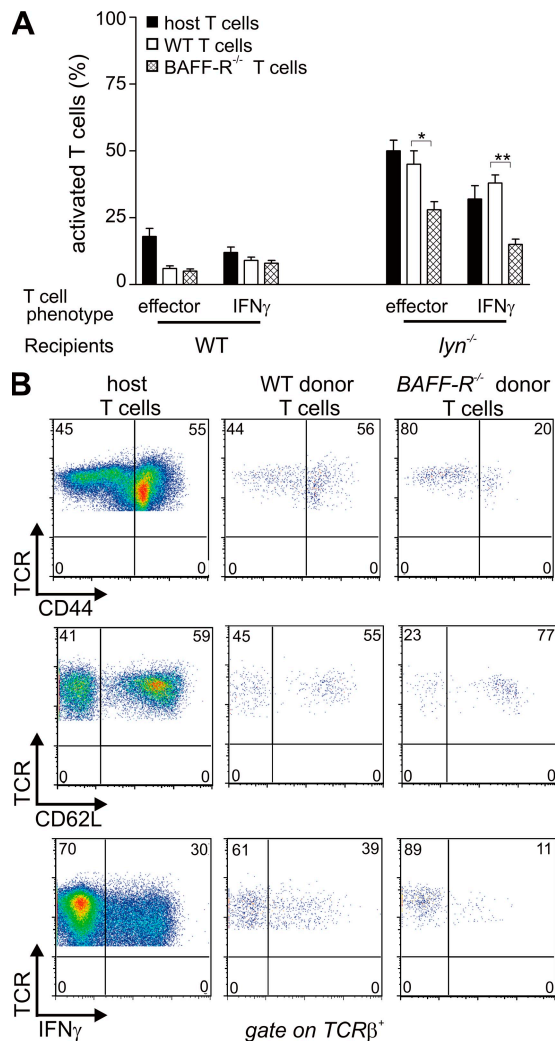 A
100
75
50
25
0
activated T cells (%)
host T cells
WT T cells
BAFF-R-/- T cells
*
**
T cell
phenotype
effector
IFNγ
effector
IFNγ
Recipients
WT
lyn-/-
B
host
T cells
WT donor
T cells
BAFF-R-/- donor
T cells
45
55
0
0
44
56
0
0
80
20
0
0
TCR
CD44
41
59
0
0
45
55
0
0
23
77
0
0
TCR
CD62L
70
30
0
0
61
39
0
0
89
11
0
0
TCR
IFNγ
gate on TCRβ+